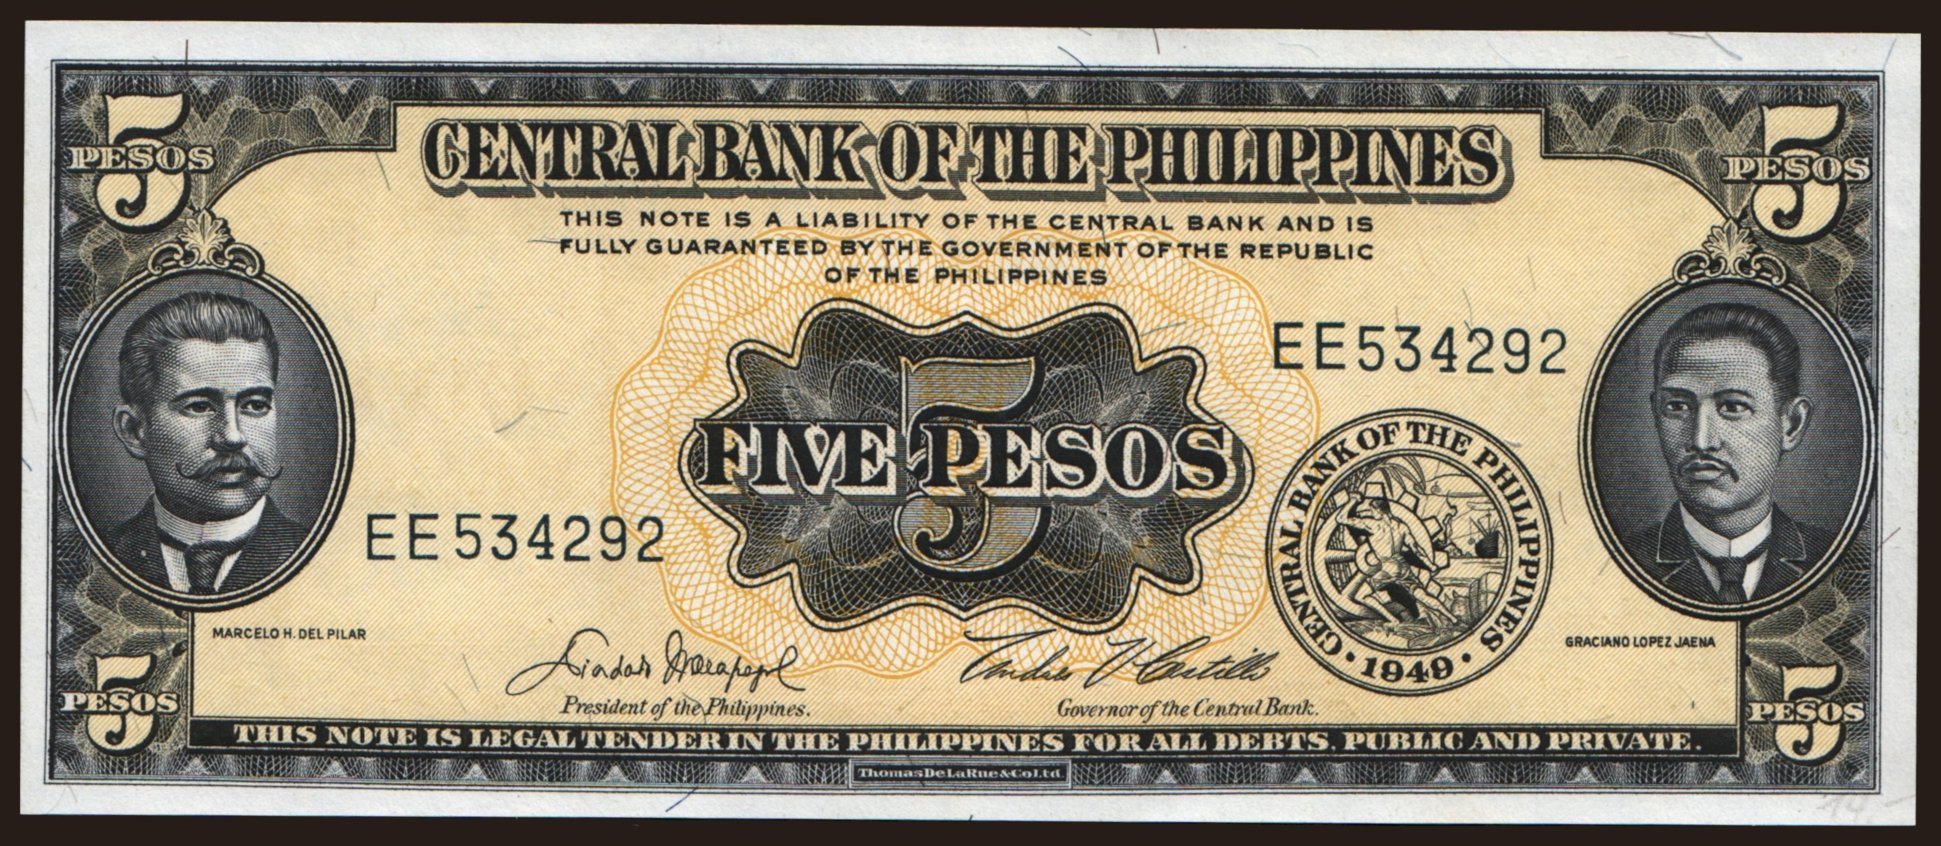 5
PESOS
5
PESOS
CENTRAL BANK OF THE PHILIPPINES
THIS NOTE IS A LIABILITY OF THE CENTRAL BANK AND IS
FULLY GUARANTEED BY THE GOVERNMENT OF THE REPUBLIC
OF THE PHILIPPINES
EE534292
5
FIVE PESOS
EE534292
CENTRAL BANK OF THE PHILIPPINES
• 1949 •
MARCELO H. DEL PILAR
GRACIANO LOPEZ JAENA
President of the Philippines.
Governor of the Central Bank.
5
PESOS
5
PESOS
THIS NOTE IS LEGAL TENDER IN THE PHILIPPINES FOR ALL DEBTS, PUBLIC AND PRIVATE.
Thomas De La Rue & Co Ltd